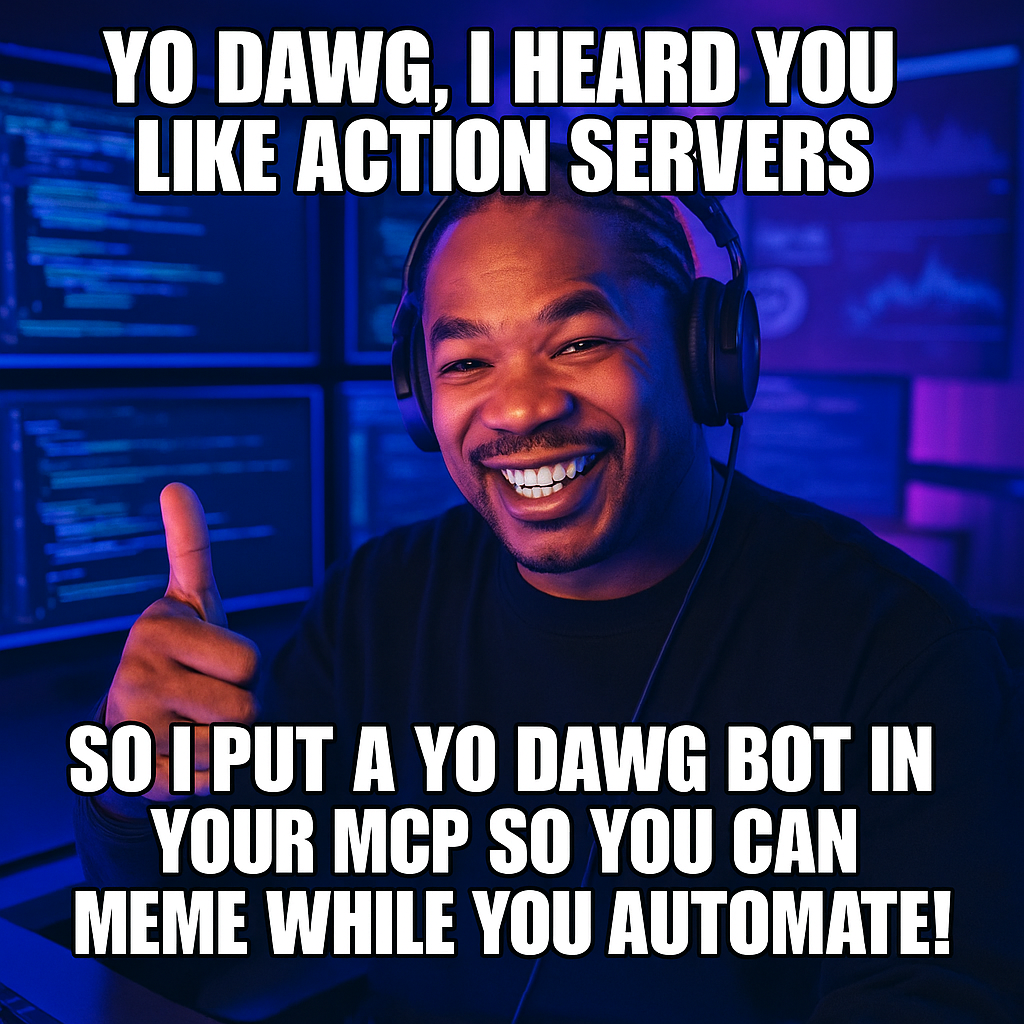 YO DAWG, I HEARD YOU
LIKE ACTION SERVERS
SO I PUT A YO DAWG BOT IN
YOUR MCP SO YOU CAN
MEME WHILE YOU AUTOMATE!